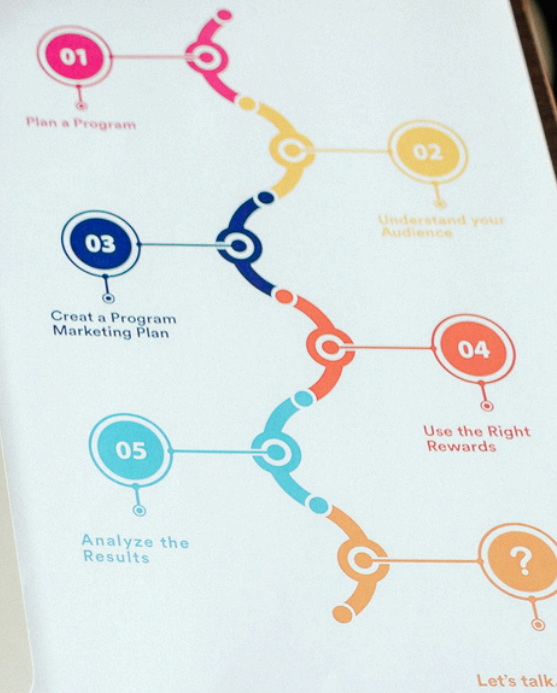 01
Plan a Program
02
Understand your
Audience
03
Creat a Program
Marketing Plan
04
Use the Right
Rewards
05
Analyze the
Results
?
Let's talk.